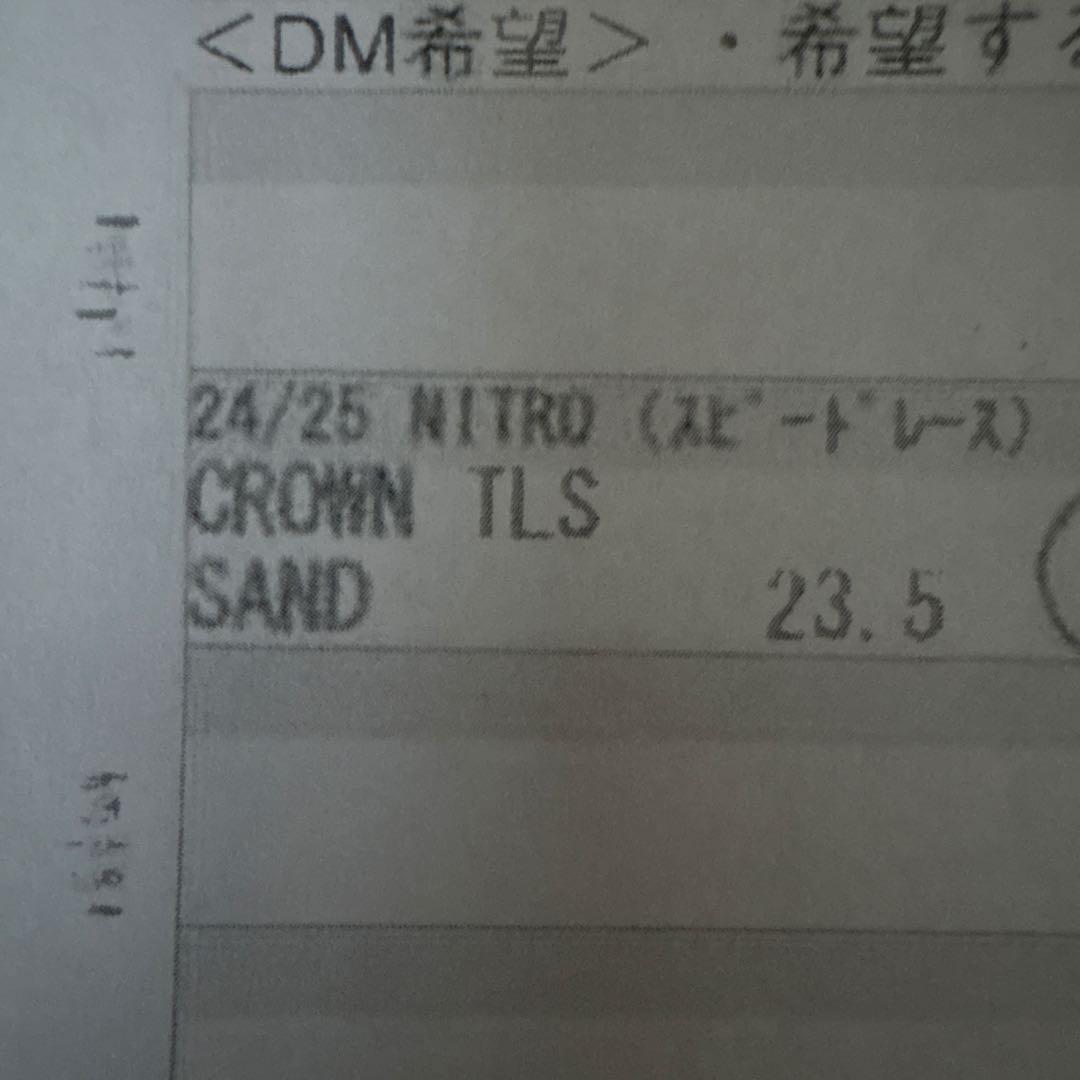 <DM希望> ・希望す
24/25 NITRO (ｽﾋﾟｰﾄﾞﾚｰｽ)
CROWN TLS
SAND 23.5